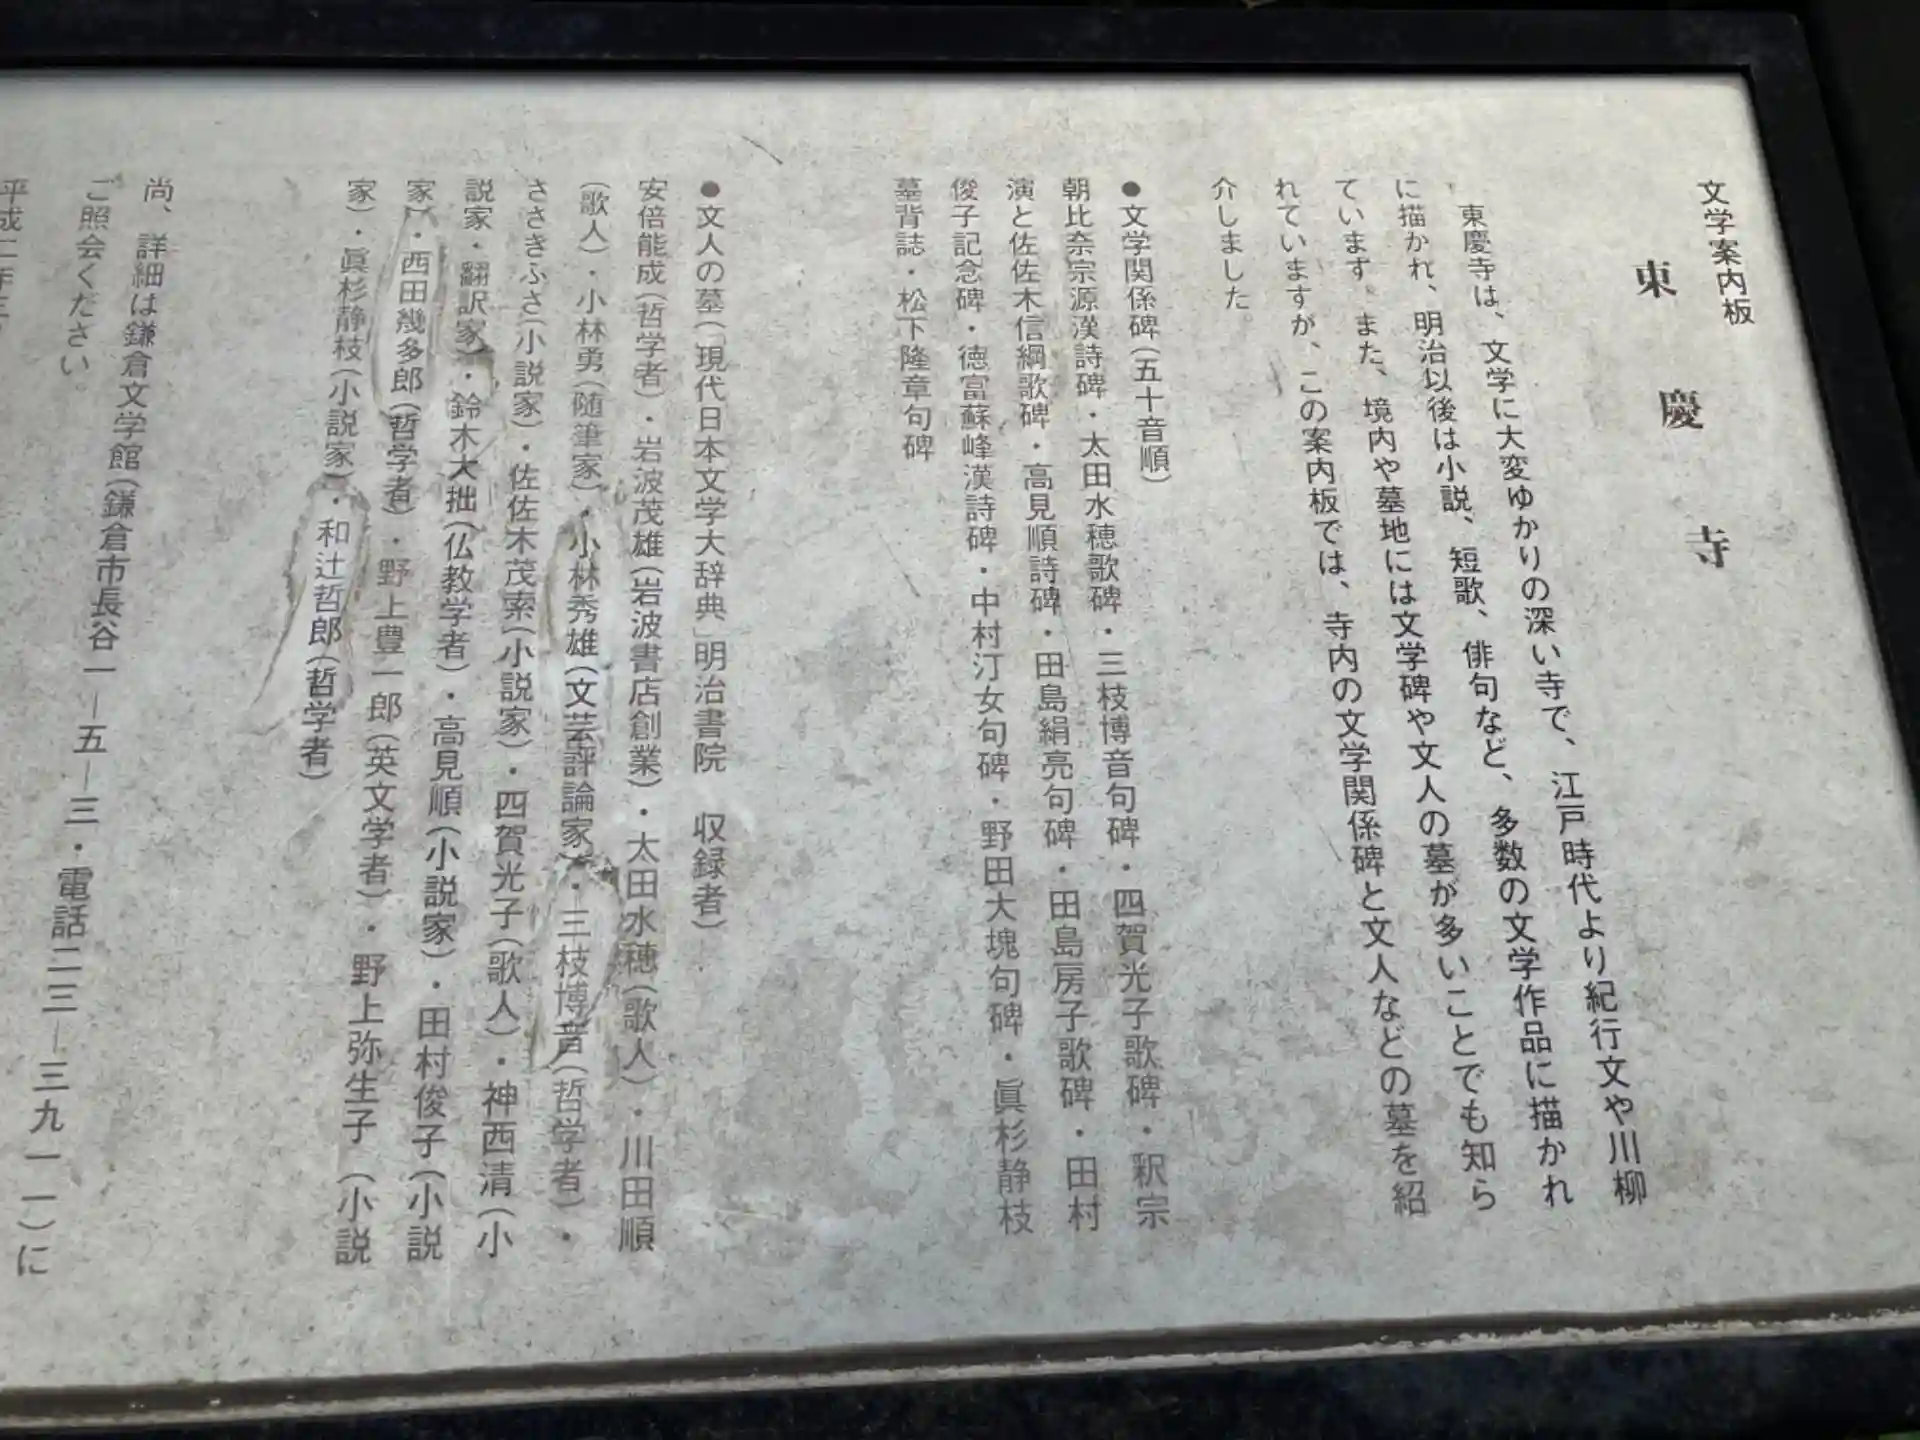 文学案内板
東慶寺
東慶寺は、文学に大変ゆかりの深い寺で、江戸時代より紀行文や川柳
に描かれ、明治以後は小説、短歌、俳句など、多数の文学作品に描かれ
ています。また、境内や墓地には文学碑や文人の墓が多いことでも知ら
れていますが、この案内板では、寺内の文学関係碑と文人などの墓を紹
介しました。
●文学関係碑(五十音順)
朝比奈宗源漢詩碑・太田水穂歌碑・三枝博音句碑・四賀光子歌碑・釈宗
演と佐佐木信綱歌碑・高見順詩碑・田島絹亮句碑・田島房子歌碑・田村
俊子記念碑・徳富蘇峰漢詩碑・中村汀女句碑・野田大塊句碑・眞杉静枝
墓背誌・松下隆章句碑
●文人の墓(「現代日本文学大辞典」明治書院 収録者)
安倍能成(哲学者)・岩波茂雄(岩波書店創業)・太田水穂(歌人)・川田順
(歌人)・小林勇(随筆家)・小林秀雄(文芸評論家)・三枝博音(哲学者)・
ささきふさ(小説家)・佐佐木茂索(小説家)・四賀光子(歌人)・神西清(小
説家・翻訳家)・鈴木大拙(仏教学者)・高見順(小説家)・田村俊子(小説
家)・西田幾多郎(哲学者)・野上豊一郎(英文学者)・野上弥生子(小説
家)・眞杉静枝(小説家)・和辻哲郎(哲学者)
尚、詳細は鎌倉文学館(鎌倉市長谷一ー五ー三・電話二三ー三九一一)に
ご照会ください。
平成二年三